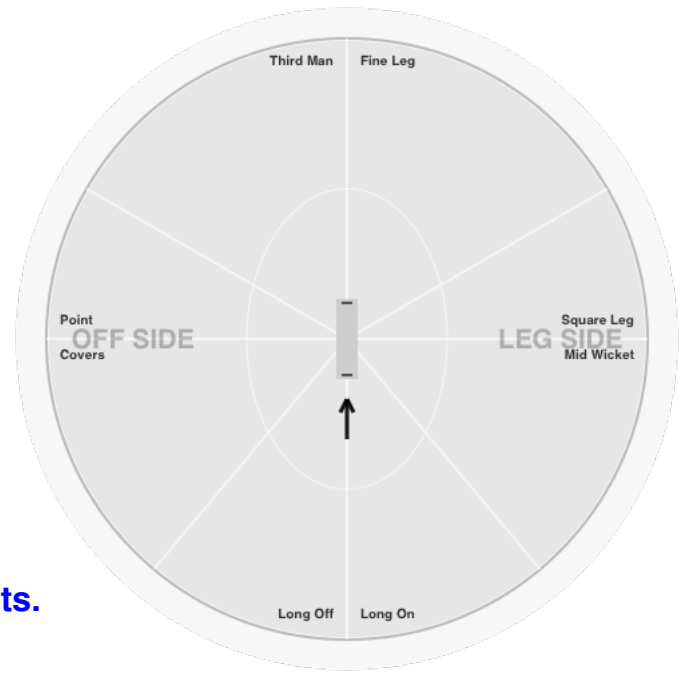 Third Man Fine Leg
Point
OFF SIDE
Covers
Square Leg
LEG SIDE
Mid Wicket
ts.
Long Off Long On